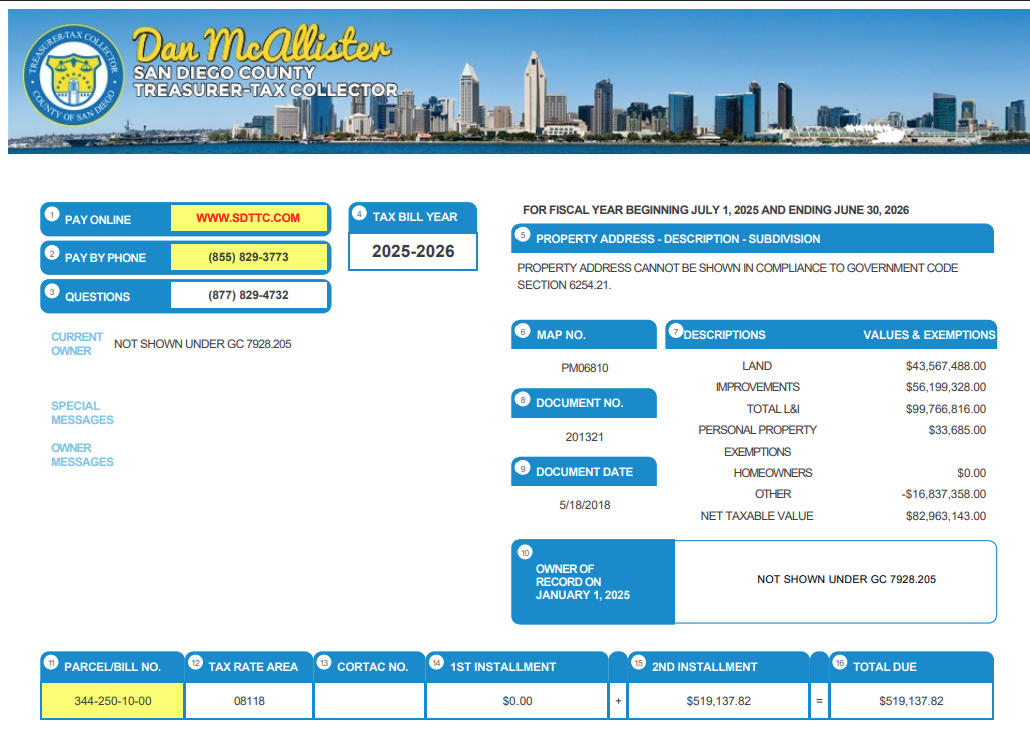 Dan McAllister
SAN DIEGO COUNTY
TREASURER-TAX COLLECTOR
TREASURER-TAX COLLECTOR
COUNTY OF SAN DIEGO
1 PAY ONLINE WWW.SDTTC.COM
2 PAY BY PHONE (855) 829-3773
3 QUESTIONS (877) 829-4732
4 TAX BILL YEAR
2025-2026
CURRENT
OWNER
NOT SHOWN UNDER GC 7928.205
SPECIAL
MESSAGES
OWNER
MESSAGES
FOR FISCAL YEAR BEGINNING JULY 1, 2025 AND ENDING JUNE 30, 2026
5 PROPERTY ADDRESS - DESCRIPTION - SUBDIVISION
PROPERTY ADDRESS CANNOT BE SHOWN IN COMPLIANCE TO GOVERNMENT CODE
SECTION 6254.21.
6 MAP NO.
PM06810
8 DOCUMENT NO.
201321
9 DOCUMENT DATE
5/18/2018
7 DESCRIPTIONS VALUES & EXEMPTIONS
LAND $43,567,488.00
IMPROVEMENTS $56,199,328.00
TOTAL L&I $99,766,816.00
PERSONAL PROPERTY $33,685.00
EXEMPTIONS
HOMEOWNERS $0.00
OTHER -$16,837,358.00
NET TAXABLE VALUE $82,963,143.00
10 OWNER OF
RECORD ON
JANUARY 1, 2025
NOT SHOWN UNDER GC 7928.205
11 PARCEL/BILL NO. 12 TAX RATE AREA 13 CORTAC NO. 14 1ST INSTALLMENT 15 2ND INSTALLMENT 16 TOTAL DUE
344-250-10-00 08118 $0.00 + $519,137.82 = $519,137.82